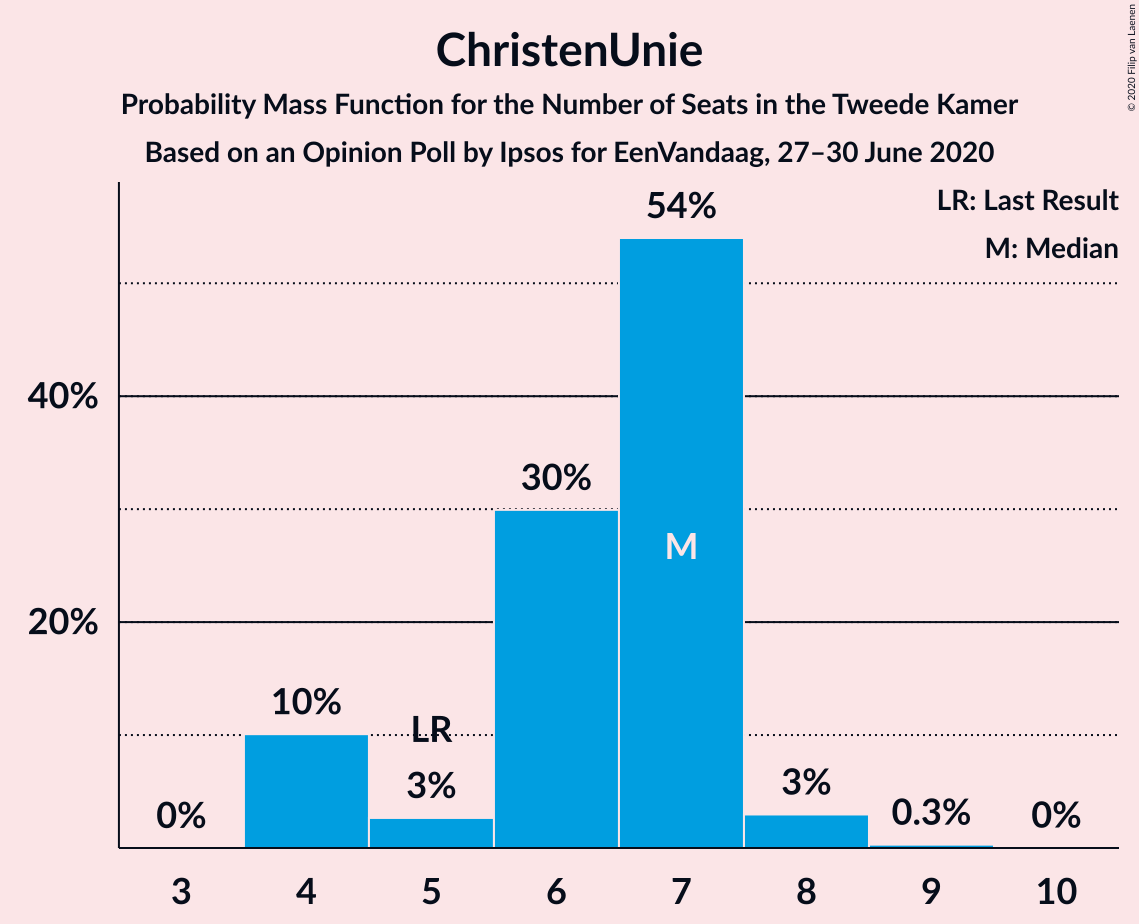 ChristenUnie
Probability Mass Function for the Number of Seats in the Tweede Kamer
Based on an Opinion Poll by Ipsos for EenVandaag, 27–30 June 2020
© 2020 Filip van Laenen
LR: Last Result
M: Median
54%
40%
30%
M
20%
10%
LR
3%
3%
0%
0.3%
0%
3 4 5 6 7 8 9 10